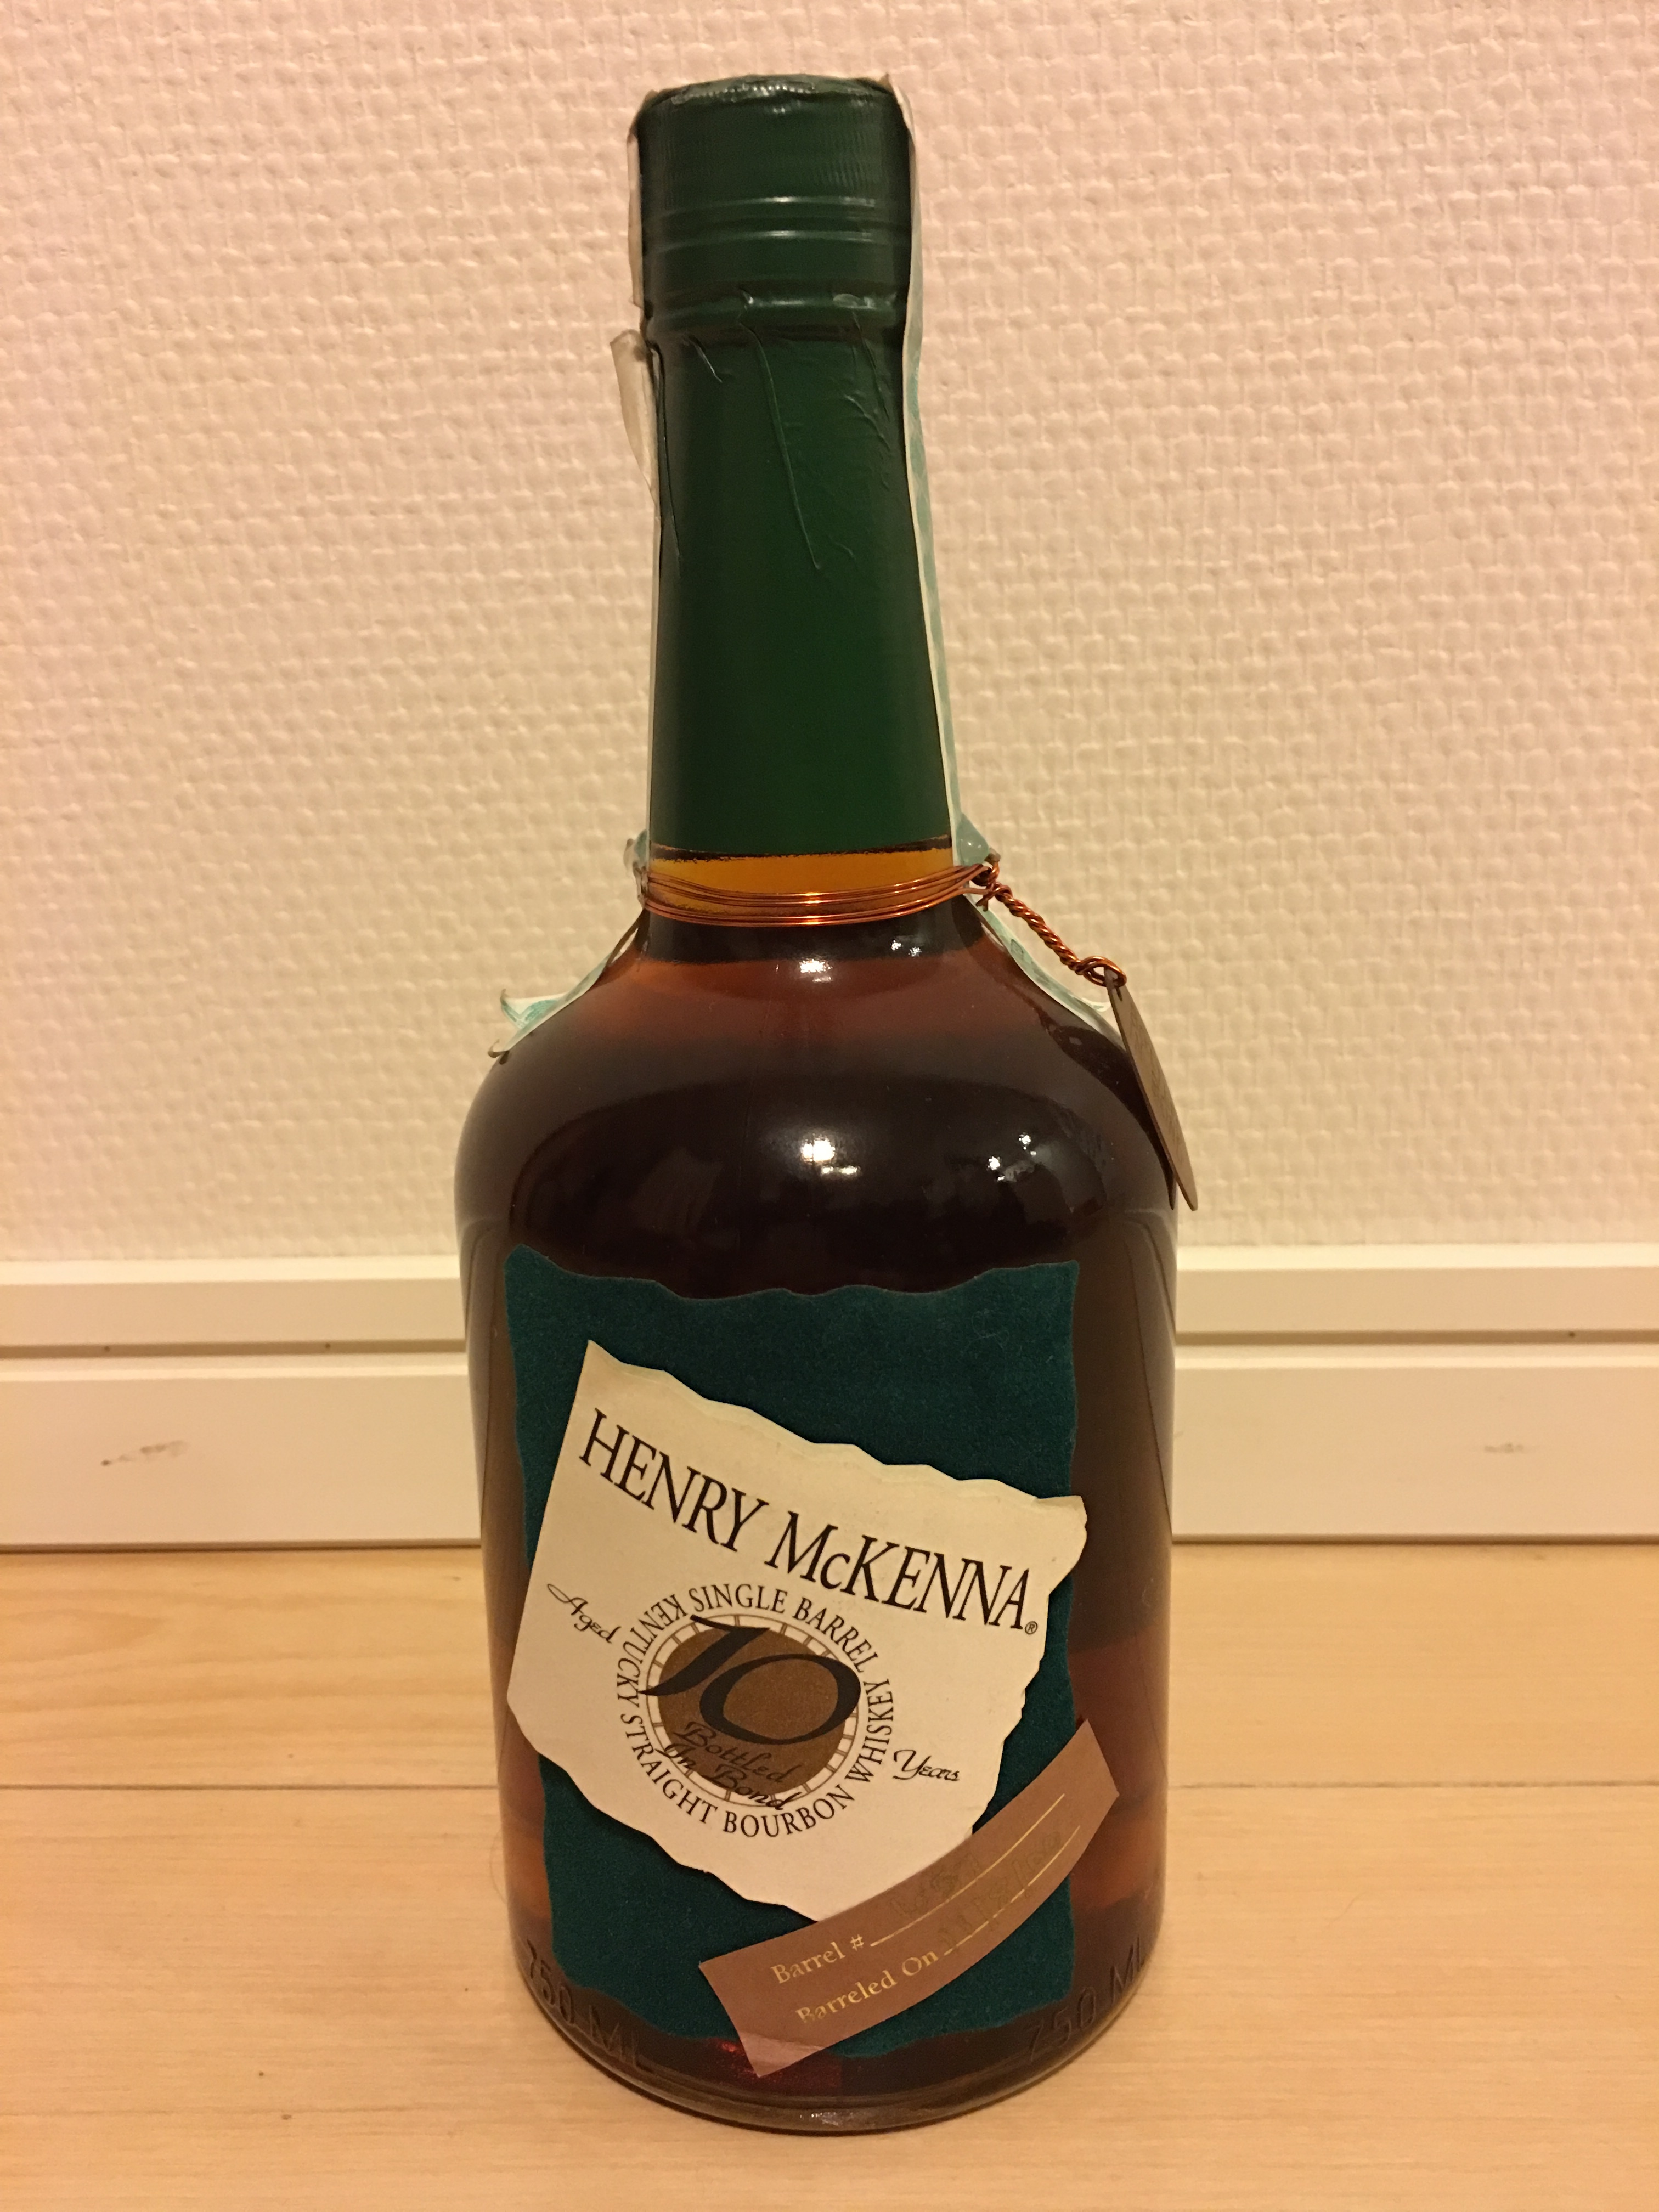 HENRY McKENNA®
Aged
10
Years
KENTUCKY STRAIGHT BOURBON WHISKEY
SINGLE BARREL
Bottled
In Bond
Barrel #
Barreled On
750 ML
750 ML